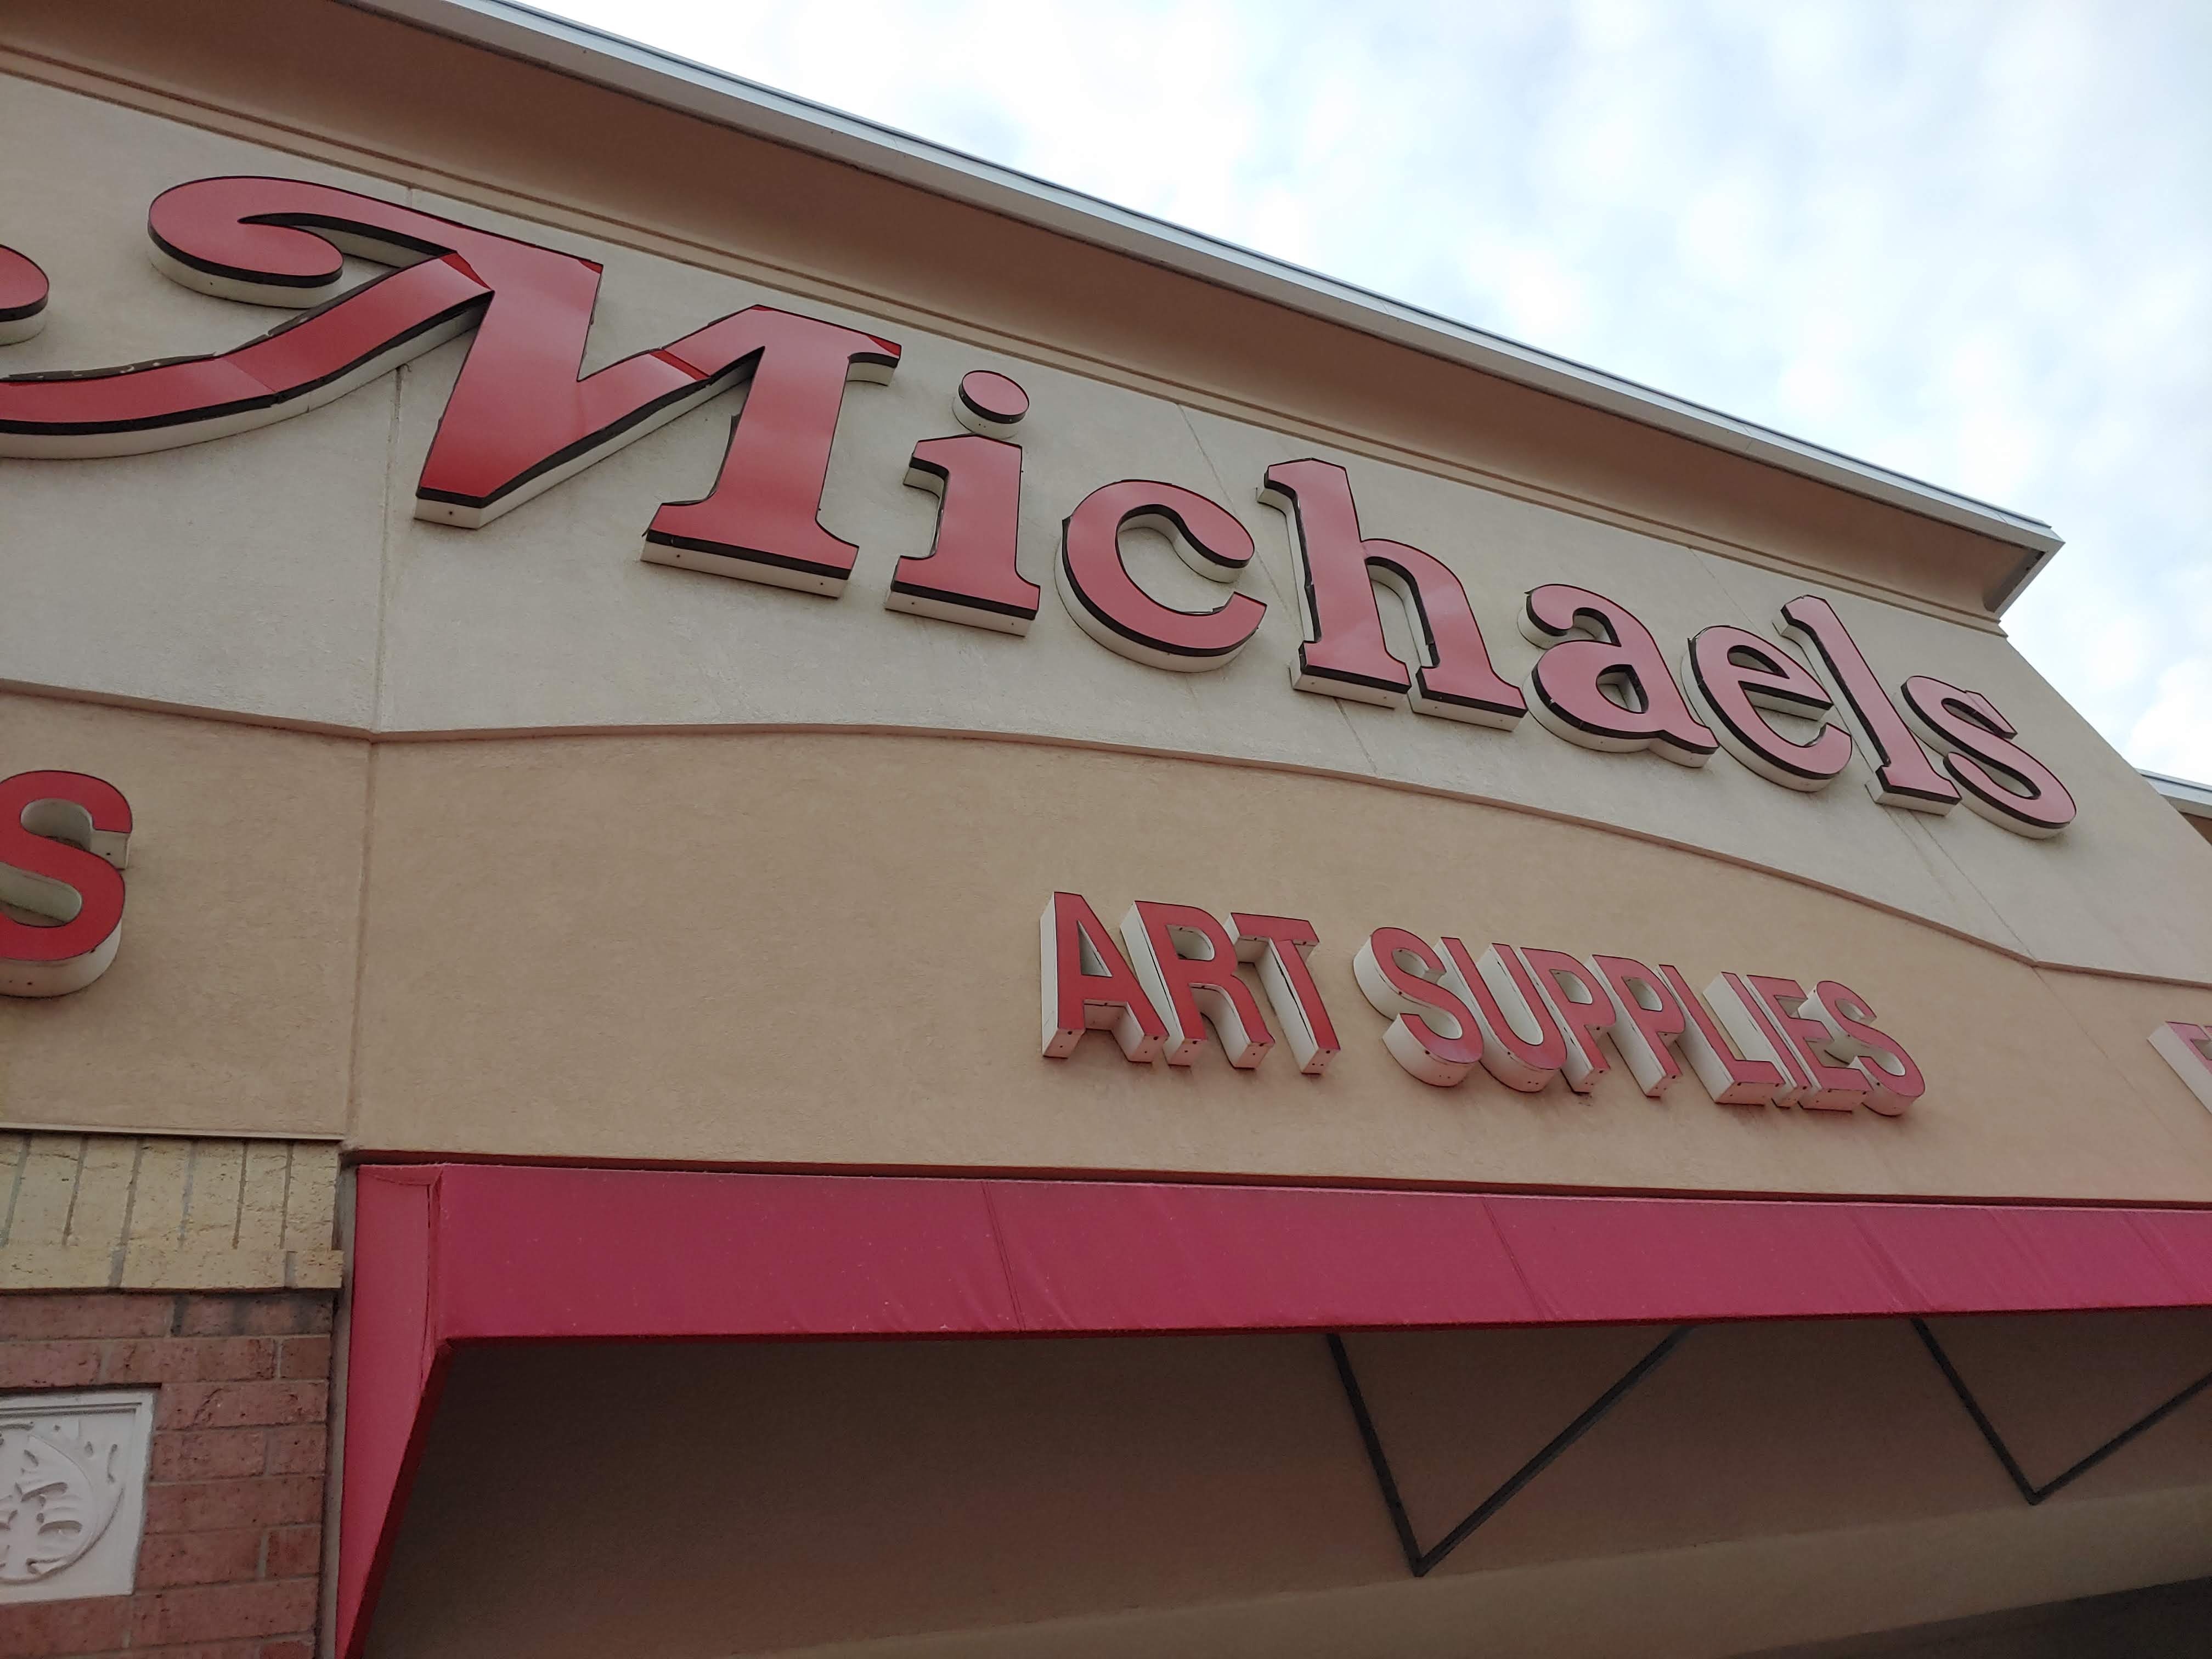 Michaels
S ART SUPPLIES F